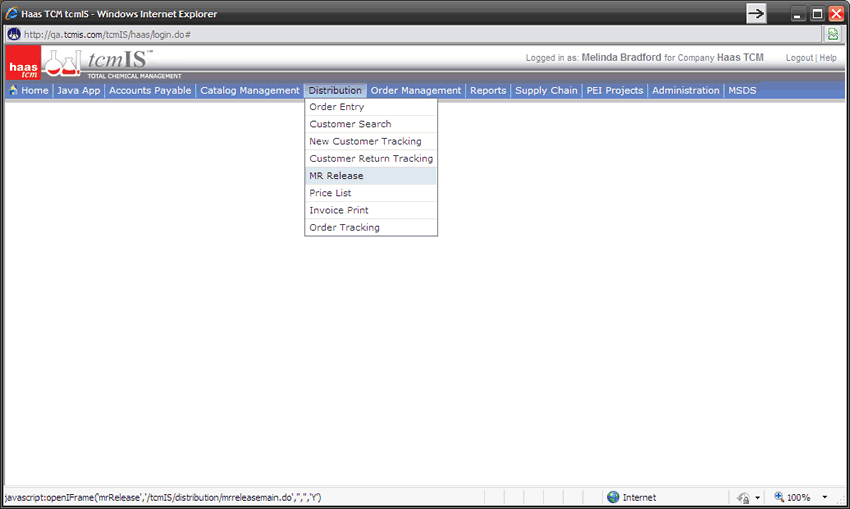 Haas TCM tcmIS - Windows Internet Explorer
http://qa.tcmis.com/tcmIS/haas/login.do#
haas tcm
tcmIS™
TOTAL CHEMICAL MANAGEMENT
Logged in as: Melinda Bradford for Company Haas TCM
Logout | Help
Home | Java App | Accounts Payable | Catalog Management | Distribution | Order Management | Reports | Supply Chain | PEI Projects | Administration | MSDS
Order Entry
Customer Search
New Customer Tracking
Customer Return Tracking
MR Release
Price List
Invoice Print
Order Tracking
javascript:openIFrame('mrRelease','/tcmIS/distribution/mrreleasemain.do','','','Y')
Internet
100%